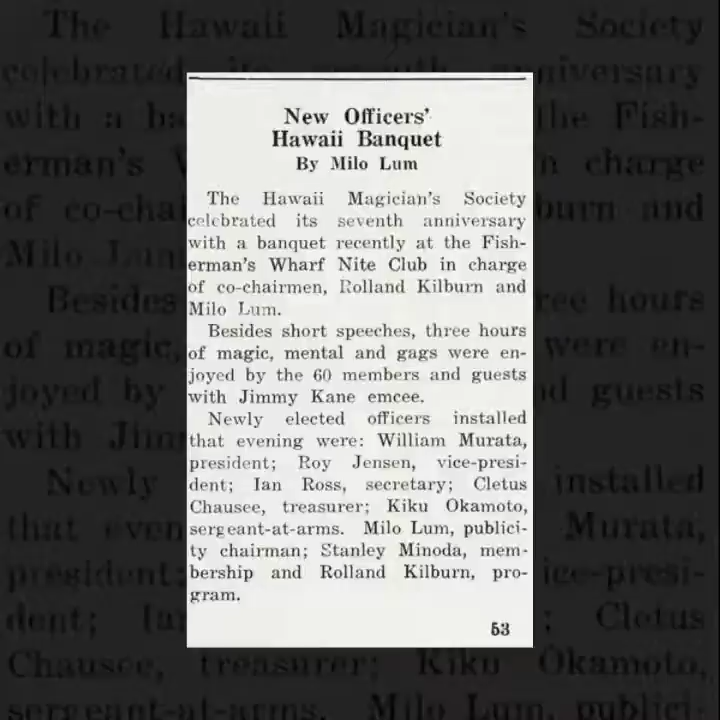 New Officers'
Hawaii Banquet
By Milo Lum
The Hawaii Magician's Society
celebrated its seventh anniversary
with a banquet recently at the Fish-
erman's Wharf Nite Club in charge
of co-chairmen, Rolland Kilburn and
Milo Lum.
Besides short speeches, three hours
of magic, mental and gags were en-
joyed by the 60 members and guests
with Jimmy Kane emcee.
Newly elected officers installed
that evening were: William Murata,
president; Roy Jensen, vice-presi-
dent; Ian Ross, secretary; Cletus
Chausee, treasurer; Kiku Okamoto,
sergeant-at-arms. Milo Lum, publici-
ty chairman; Stanley Minoda, mem-
bership and Rolland Kilburn, pro-
gram.
53